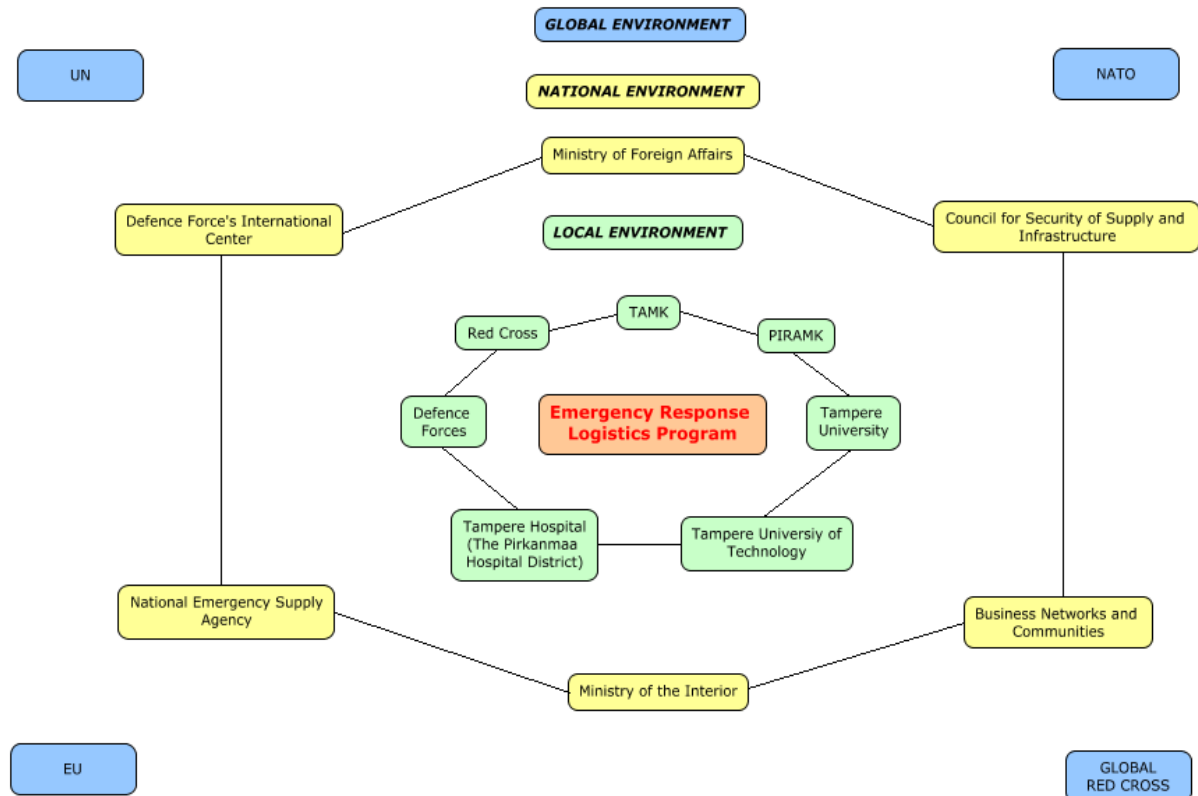 GLOBAL ENVIRONMENT
UN
NATO
NATIONAL ENVIRONMENT
Ministry of Foreign Affairs
Defence Force's International
Center
Council for Security of Supply and
Infrastructure
LOCAL ENVIRONMENT
TAMK
Red Cross
PIRAMK
Defence
Forces
Emergency Response
Logistics Program
Tampere
University
Tampere Hospital
(The Pirkanmaa
Hospital District)
Tampere Universiy of
Technology
National Emergency Supply
Agency
Business Networks and
Communities
Ministry of the Interior
EU
GLOBAL
RED CROSS